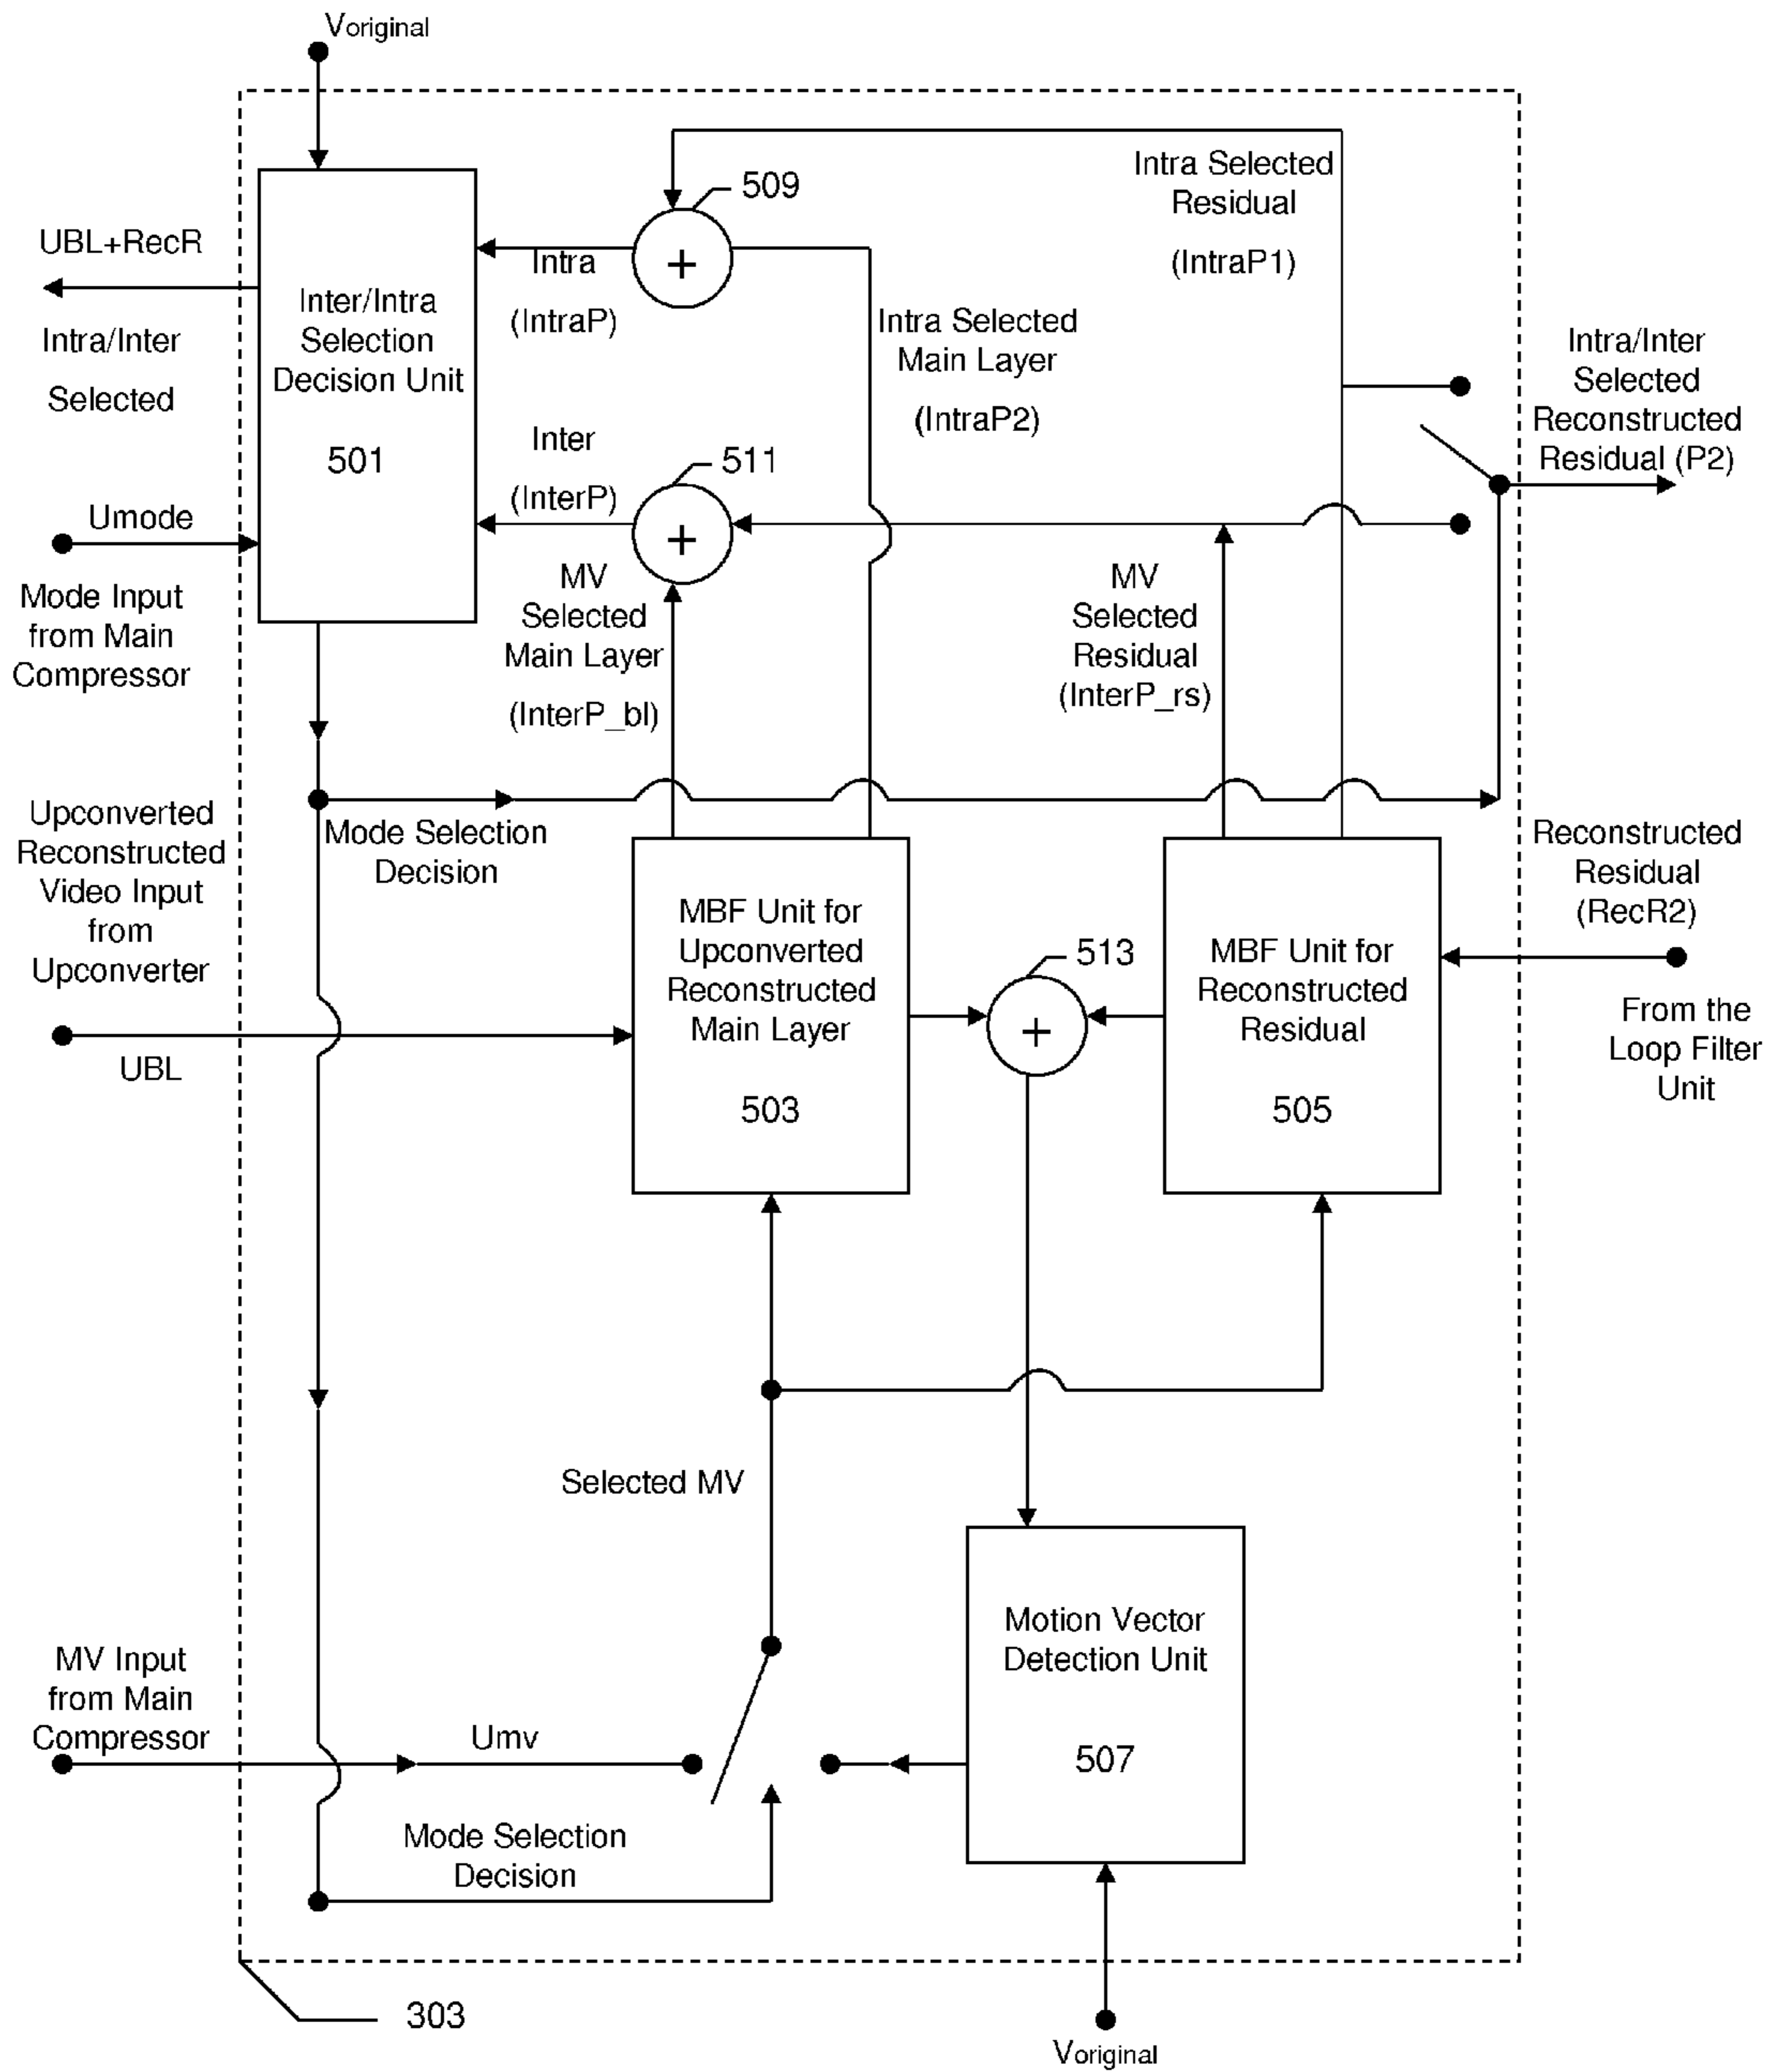 Voriginal
509
Intra Selected
Residual
(IntraP1)
UBL+RecR
Intra/Inter
Selected
Inter/Intra
Selection
Decision Unit
501
Intra
(IntraP)
Intra Selected
Main Layer
(IntraP2)
Intra/Inter
Selected
Reconstructed
Residual (P2)
Inter
(InterP)
511
Umode
Mode Input
from Main
Compressor
MV
Selected
Main Layer
(InterP_bl)
MV
Selected
Residual
(InterP_rs)
Upconverted
Reconstructed
Video Input
from
Upconverter
UBL
Mode Selection
Decision
MBF Unit for
Upconverted
Reconstructed
Main Layer
503
513
MBF Unit for
Reconstructed
Residual
505
Reconstructed
Residual
(RecR2)
From the
Loop Filter
Unit
Selected MV
Motion Vector
Detection Unit
507
MV Input
from Main
Compressor
Umv
Mode Selection
Decision
303
Voriginal